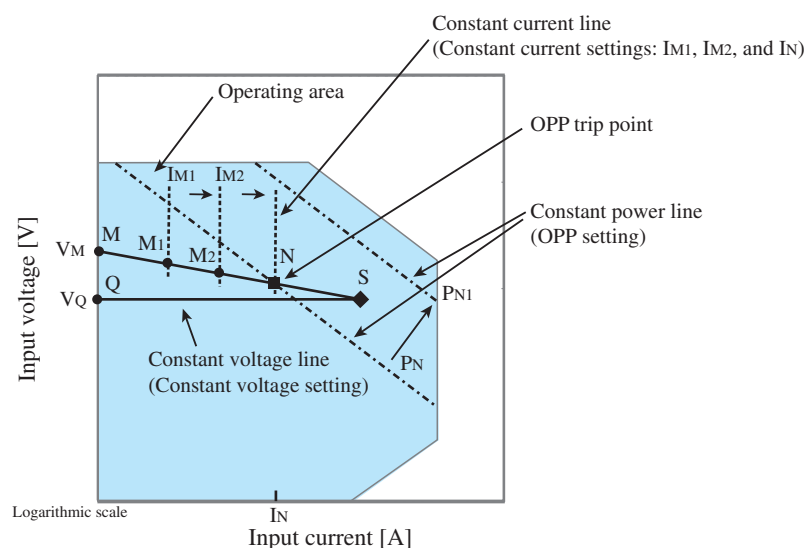 Constant current line
(Constant current settings: IM1, IM2, and IN)
Operating area
OPP trip point
IM1
IM2
Constant power line
(OPP setting)
Input voltage [V]
VM
M
M1
M2
N
S
VQ
Q
PN1
Constant voltage line
(Constant voltage setting)
PN
Logarithmic scale
IN
Input current [A]